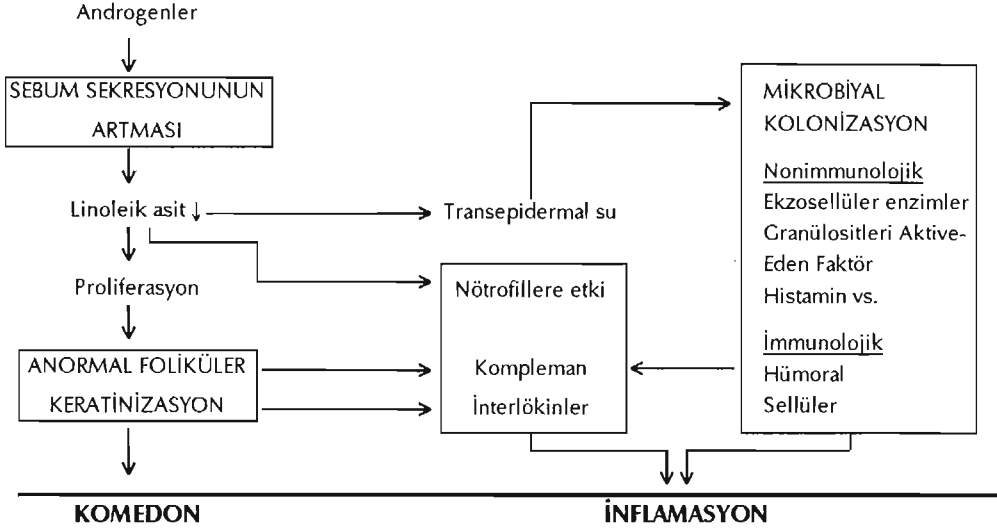 Androgenler
SEBUM SEKRESYONUNUN
ARTMASI
Linoleik asit ↓
Proliferasyon
ANORMAL FOLİKÜLER
KERATİNİZASYON
KOMEDON
Transepidermal su
Nötrofillere etki
Kompleman
İnterlökinler
MİKROBİYAL
KOLONİZASYON
Nonimmunolojik
Ekzosellüler enzimler
Granülositleri Aktive-
Eden Faktör
Histamin vs.
İmmunolojik
Hümoral
Sellüler
İNFLAMASYON